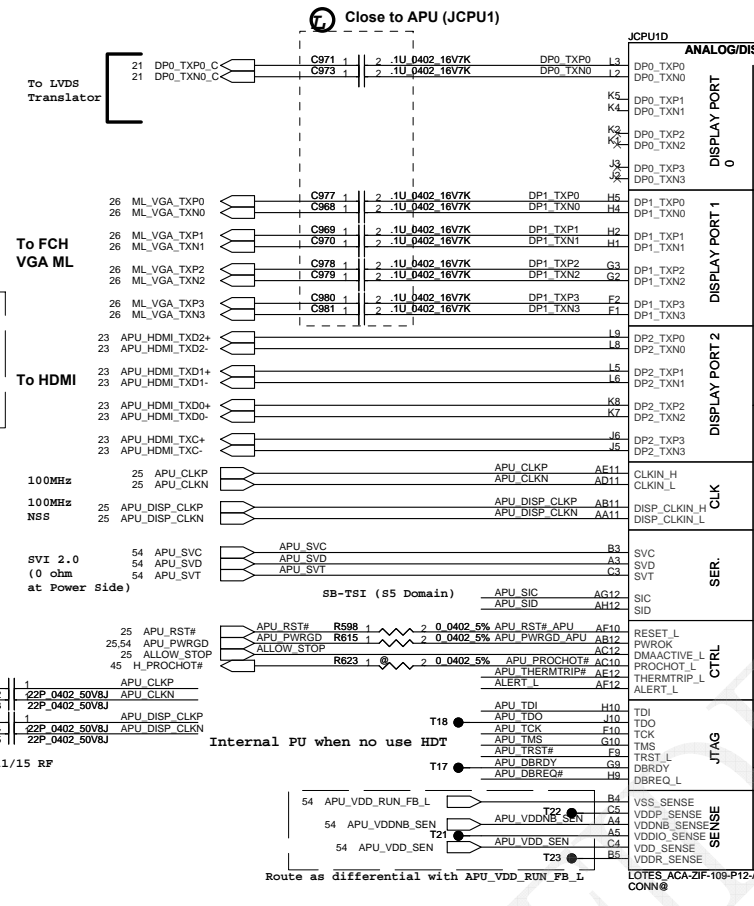 L Close to APU (JCPU1)
JCPU1D
ANALOG/DIS
21 DP0_TXP0_C C971 1 2 .1U_0402_16V7K DP0_TXP0 L3 DP0_TXP0
21 DP0_TXN0_C C973 1 2 .1U_0402_16V7K DP0_TXN0 L2 DP0_TXN0
To LVDS
Translator
K5 DP0_TXP1
K4 DP0_TXN1
K2 DP0_TXP2
K1 DP0_TXN2
J3 DP0_TXP3
J2 DP0_TXN3
DISPLAY PORT 0
26 ML_VGA_TXP0 C977 1 2 .1U_0402_16V7K DP1_TXP0 H5 DP1_TXP0
26 ML_VGA_TXN0 C968 1 2 .1U_0402_16V7K DP1_TXN0 H4 DP1_TXN0
26 ML_VGA_TXP1 C969 1 2 .1U_0402_16V7K DP1_TXP1 H2 DP1_TXP1
26 ML_VGA_TXN1 C970 1 2 .1U_0402_16V7K DP1_TXN1 H1 DP1_TXN1
To FCH
VGA ML
26 ML_VGA_TXP2 C978 1 2 .1U_0402_16V7K DP1_TXP2 G3 DP1_TXP2
26 ML_VGA_TXN2 C979 1 2 .1U_0402_16V7K DP1_TXN2 G2 DP1_TXN2
26 ML_VGA_TXP3 C980 1 2 .1U_0402_16V7K DP1_TXP3 F2 DP1_TXP3
26 ML_VGA_TXN3 C981 1 2 .1U_0402_16V7K DP1_TXN3 F1 DP1_TXN3
DISPLAY PORT 1
23 APU_HDMI_TXD2+ L9 DP2_TXP0
23 APU_HDMI_TXD2- L8 DP2_TXN0
23 APU_HDMI_TXD1+ L5 DP2_TXP1
23 APU_HDMI_TXD1- L6 DP2_TXN1
To HDMI
23 APU_HDMI_TXD0+ K8 DP2_TXP2
23 APU_HDMI_TXD0- K7 DP2_TXN2
23 APU_HDMI_TXC+ J6 DP2_TXP3
23 APU_HDMI_TXC- J5 DP2_TXN3
DISPLAY PORT 2
100MHz
25 APU_CLKP APU_CLKP AE11 CLKIN_H
25 APU_CLKN APU_CLKN AD11 CLKIN_L
100MHz
NSS
25 APU_DISP_CLKP APU_DISP_CLKP AB11 DISP_CLKIN_H
25 APU_DISP_CLKN APU_DISP_CLKN AA11 DISP_CLKIN_L
CLK
SVI 2.0
(0 ohm
at Power Side)
54 APU_SVC APU_SVC B3 SVC
54 APU_SVD APU_SVD A3 SVD
54 APU_SVT APU_SVT C3 SVT
SB-TSI (S5 Domain) APU_SIC AG12 SIC
APU_SID AH12 SID
SER.
25 APU_RST# APU_RST# R598 1 2 0_0402_5% APU_RST#_APU AF10 RESET_L
25,54 APU_PWRGD APU_PWRGD R615 1 2 0_0402_5% APU_PWRGD_APU AB12 PWROK
25 ALLOW_STOP ALLOW_STOP AC12 DMAACTIVE_L
45 H_PROCHOT# R623 1 @ 2 0_0402_5% APU_PROCHOT# AC10 PROCHOT_L
APU_THERMTRIP# AE12 THERMTRIP_L
ALERT_L AF12 ALERT_L
CTRL
1 APU_CLKP
22P_0402_50V8J APU_CLKN
22P_0402_50V8J
1 APU_DISP_CLKP
22P_0402_50V8J APU_DISP_CLKN
22P_0402_50V8J
1/15 RF
APU_TDI H10 TDI
T18 APU_TDO J10 TDO
APU_TCK F10 TCK
Internal PU when no use HDT APU_TMS G10 TMS
APU_TRST# F9 TRST_L
T17 APU_DBRDY G9 DBRDY
APU_DBREQ# H9 DBREQ_L
JTAG
54 APU_VDD_RUN_FB_L B4 VSS_SENSE
T22 C5 VDDP_SENSE
54 APU_VDDNB_SEN APU_VDDNB_SEN A4 VDDNB_SENSE
T21 A5 VDDIO_SENSE
54 APU_VDD_SEN APU_VDD_SEN C4 VDD_SENSE
T23 B5 VDDR_SENSE
SENSE
Route as differential with APU_VDD_RUN_FB_L
LOTES_ACA-ZIF-109-P12-
CONN@